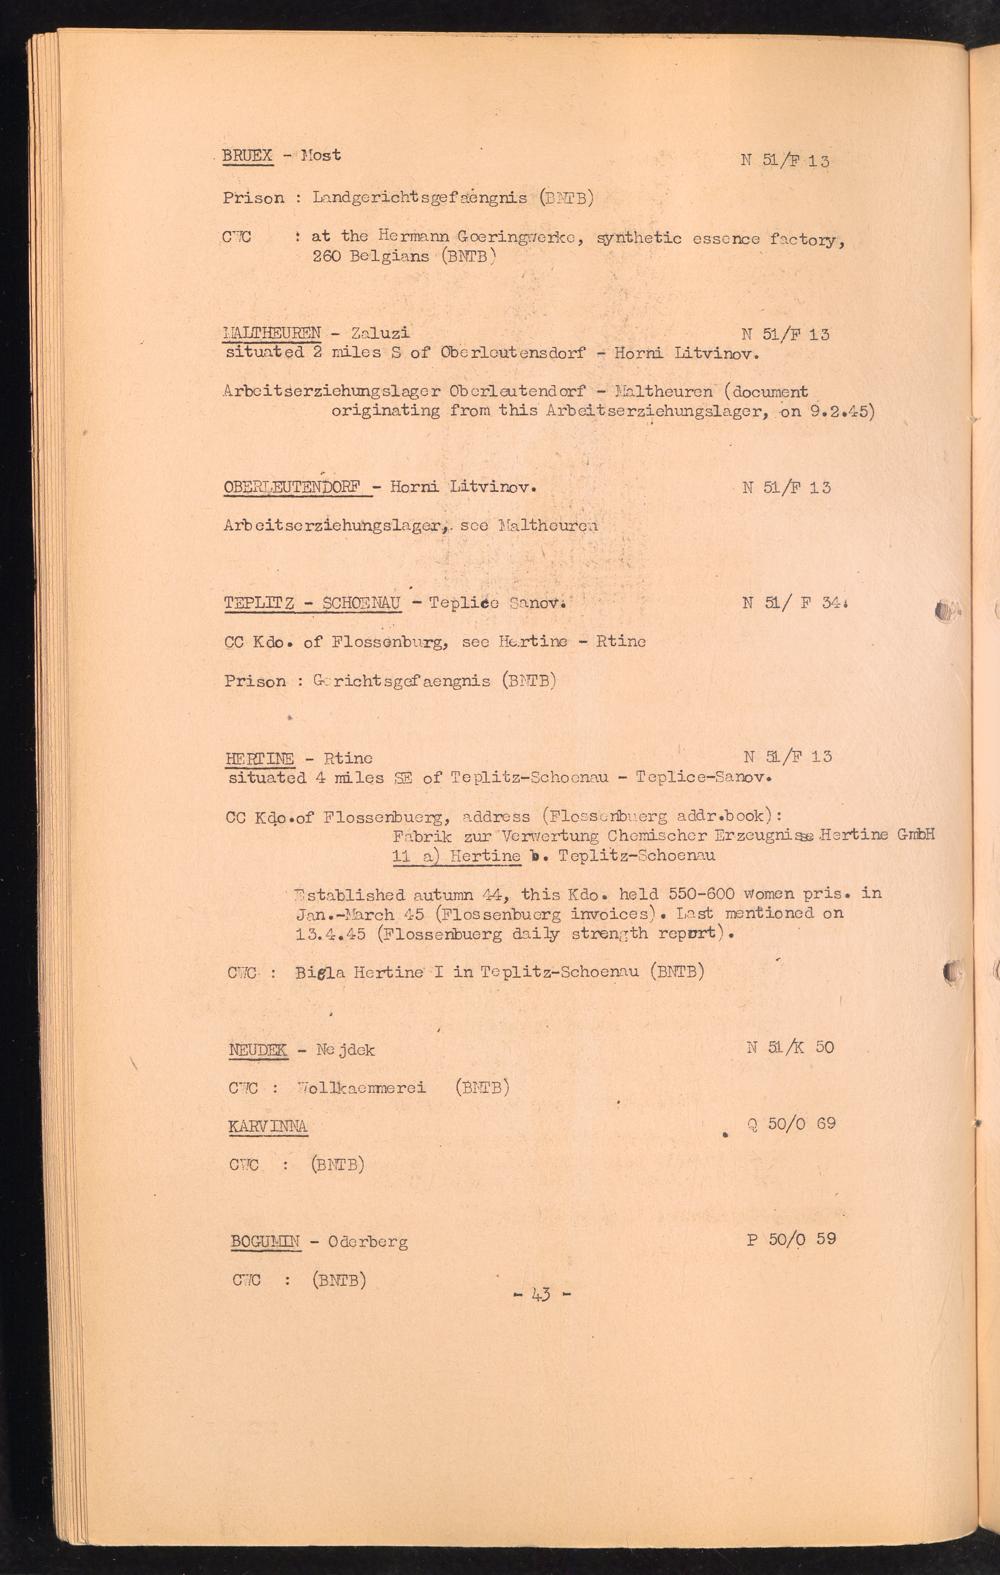 BRUEX - Most N 51/F 13
Prison : Landgerichtsgefaengnis (BNTB)
CWC : at the Hermann Goeringwerke, synthetic essence factory,
260 Belgians (BNTB)
MALTHEUREN - Zaluzi N 51/F 13
situated 2 miles S of Oberleutensdorf - Horni Litvinov.
Arbeitserziehungslager Oberleutendorf - Maltheuren (document
originating from this Arbeitserziehungslager, on 9.2.45)
OBERLEUTENDORF - Horni Litvinov. N 51/F 13
Arbeitserziehungslager, see Maltheuren
TEPLITZ - SCHOENAU - Teplice Sanov. N 51/ F 34.
CC Kdo. of Flossenburg, see Hertine - Rtine
Prison : Gerichtsgefaengnis (BNTB)
HERTINE - Rtine N 51/F 13
situated 4 miles SE of Teplitz-Schoenau - Teplice-Sanov.
CC Kdo.of Flossenbuerg, address (Flossenbuerg addr.book):
Fabrik zur Verwertung Chemischer Erzeugnisse Hertine GmbH
11 a) Hertine b. Teplitz-Schoenau
Established autumn 44, this Kdo. held 550-600 women pris. in
Jan.-March 45 (Flossenbuerg invoices). Last mentioned on
13.4.45 (Flossenbuerg daily strength report).
CWC : Bigla Hertine I in Teplitz-Schoenau (BNTB)
NEUDEK - Nejdek N 51/K 50
CWC : Wollkaemmerei (BNTB)
KARVINNA Q 50/O 69
CWC : (BNTB)
BOGUMIN - Oderberg P 50/O 59
CWC : (BNTB)
- 43 -